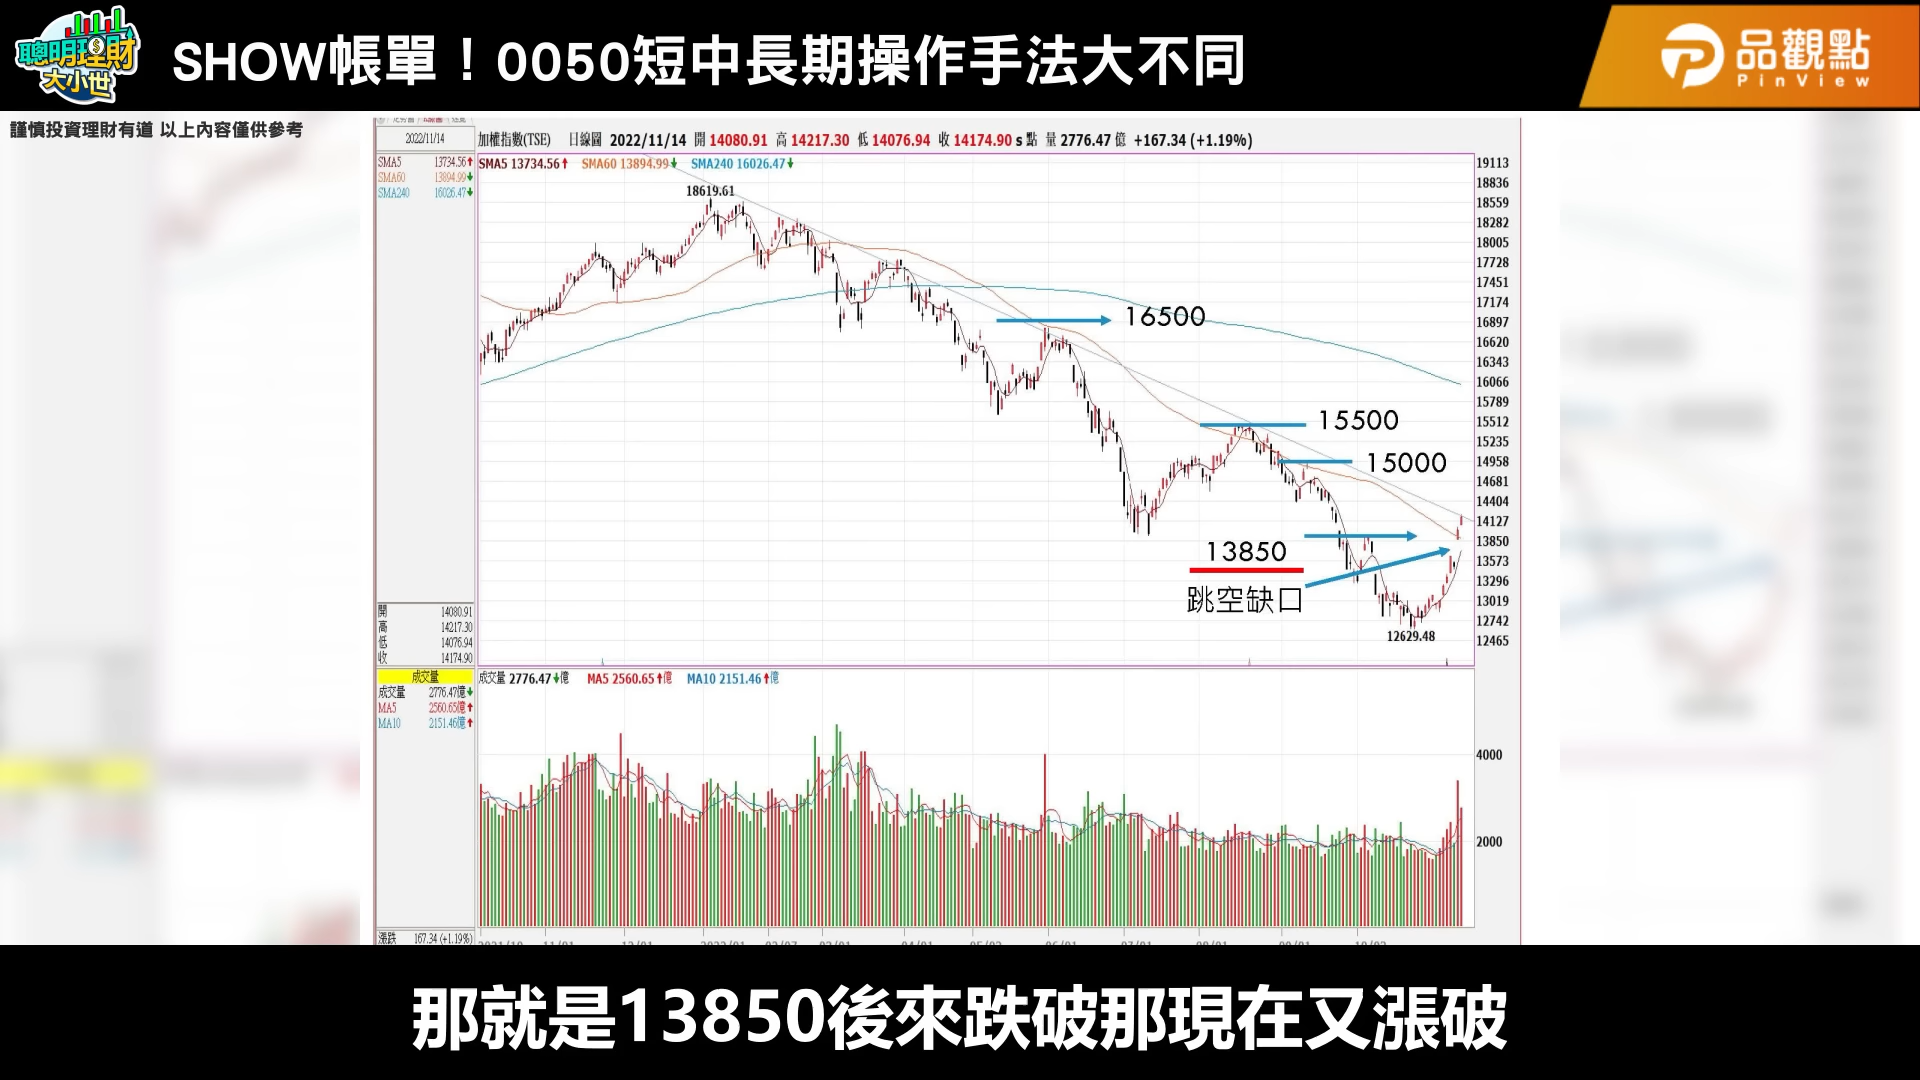 聰明理財
大小世
SHOW帳單！0050短中長期操作手法大不同
品觀點
PinView
謹慎投資理財有道 以上內容僅供參考
2022/11/14
加權指數(TSE) 日線圖 2022/11/14 開 14080.91 高 14217.30 低 14076.94 收 14174.90 s 點 量 2776.47 億 +167.34 (+1.19%)
SMA5 13734.56
SMA60 13894.99
SMA240 16026.47
SMA5 13734.56 SMA60 13894.99 SMA240 16026.47
18619.61
16500
15500
15000
13850
跳空缺口
12629.48
19113
18836
18559
18282
18005
17728
17451
17174
16897
16620
16343
16066
15789
15512
15235
14958
14681
14404
14127
13850
13573
13296
13019
12742
12465
開 14080.91
高 14217.30
低 14076.94
收 14174.90
成交量
成交量 2776.47億
MA5 2560.65億
MA10 2151.46億
成交量 2776.47億 MA5 2560.65億 MA10 2151.46億
4000
2000
漲跌 167.34 (+1.19%)
那就是13850後來跌破那現在又漲破